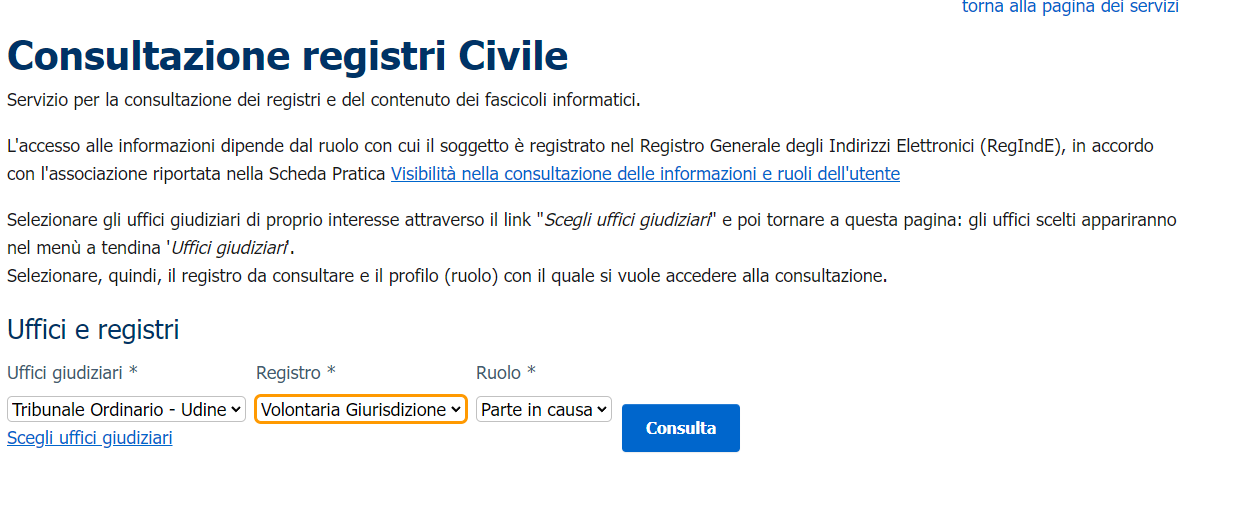 torna alla pagina dei servizi
Consultazione registri Civile
Servizio per la consultazione dei registri e del contenuto dei fascicoli informatici.
L'accesso alle informazioni dipende dal ruolo con cui il soggetto è registrato nel Registro Generale degli Indirizzi Elettronici (RegIndE), in accordo
con l'associazione riportata nella Scheda Pratica Visibilità nella consultazione delle informazioni e ruoli dell'utente
Selezionare gli uffici giudiziari di proprio interesse attraverso il link "Scegli uffici giudiziari" e poi tornare a questa pagina: gli uffici scelti appariranno
nel menù a tendina 'Uffici giudiziari'.
Selezionare, quindi, il registro da consultare e il profilo (ruolo) con il quale si vuole accedere alla consultazione.
Uffici e registri
Uffici giudiziari * Registro * Ruolo *
Tribunale Ordinario - Udine Volontaria Giurisdizione Parte in causa
Consulta
Scegli uffici giudiziari